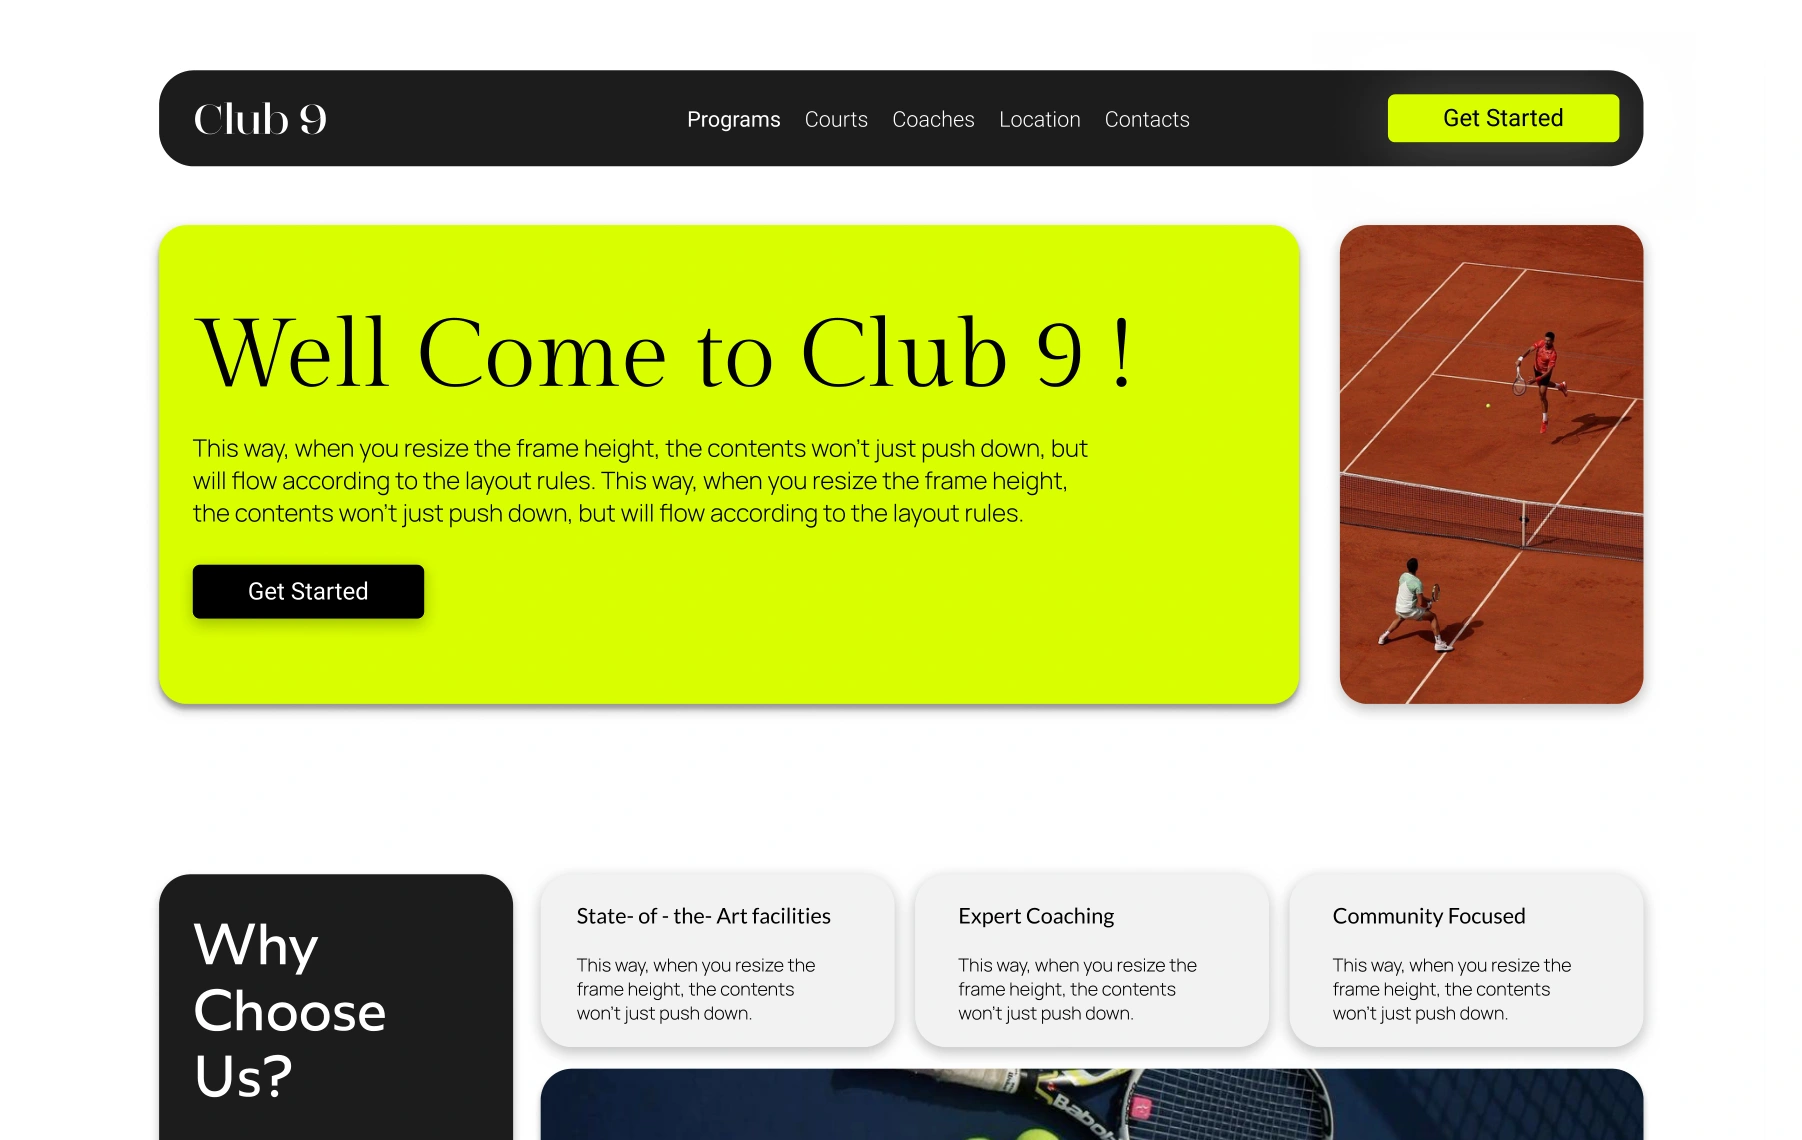 Club 9
Programs Courts Coaches Location Contacts
Get Started
Well Come to Club 9 !
This way, when you resize the frame height, the contents won't just push down, but
will flow according to the layout rules. This way, when you resize the frame height,
the contents won't just push down, but will flow according to the layout rules.
Get Started
Why
Choose
Us?
State- of - the- Art facilities
This way, when you resize the
frame height, the contents
won't just push down.
Expert Coaching
This way, when you resize the
frame height, the contents
won't just push down.
Community Focused
This way, when you resize the
frame height, the contents
won't just push down.